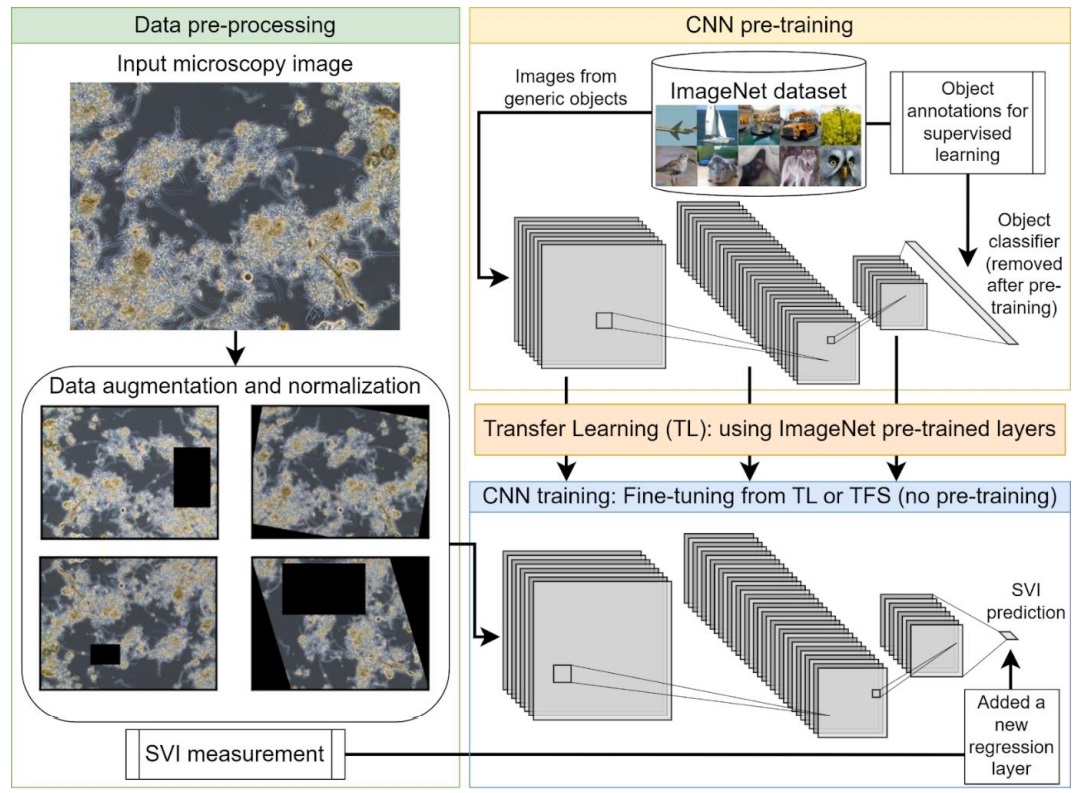 Data pre-processing
Input microscopy image
Data augmentation and normalization
SVI measurement
CNN pre-training
Images from
generic objects
ImageNet dataset
Object
annotations for
supervised
learning
Object
classifier
(removed
after pre-
training)
Transfer Learning (TL): using ImageNet pre-trained layers
CNN training: Fine-tuning from TL or TFS (no pre-training)
SVI
prediction
Added a
new
regression
layer